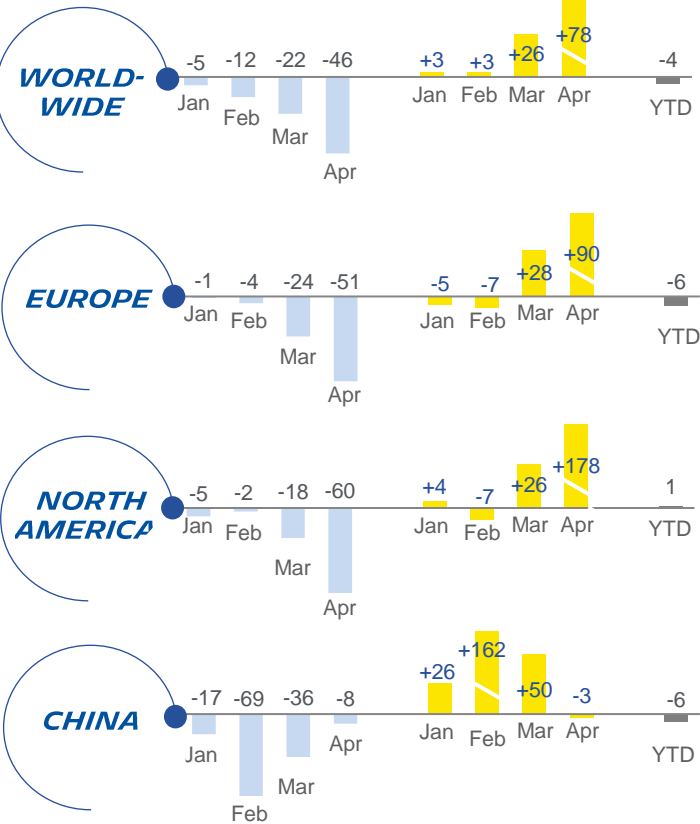 WORLD-
WIDE
-5 -12 -22 -46 +3 +3 +26 +78 -4
Jan Feb Mar Apr Jan Feb Mar Apr YTD
EUROPE
-1 -4 -24 -51 -5 -7 +28 +90 -6
Jan Feb Mar Apr Jan Feb Mar Apr YTD
NORTH
AMERICA
-5 -2 -18 -60 +4 -7 +26 +178 1
Jan Feb Mar Apr Jan Feb Mar Apr YTD
CHINA
-17 -69 -36 -8 +26 +162 +50 -3 -6
Jan Feb Mar Apr Jan Feb Mar Apr YTD